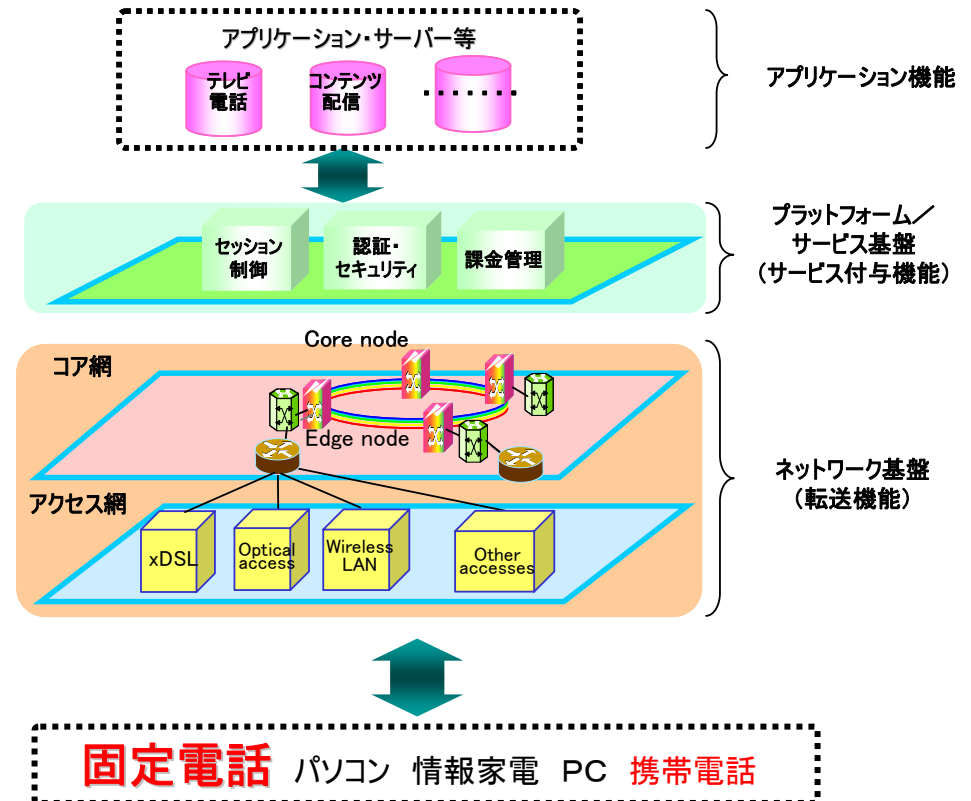 アプリケーション・サーバー等
テレビ
電話
コンテンツ
配信
………
アプリケーション機能
セッション
制御
認証・
セキュリティ
課金管理
プラットフォーム／
サービス基盤
（サービス付与機能）
コア網
Core node
Edge node
アクセス網
xDSL
Optical
access
Wireless
LAN
Other
accesses
ネットワーク基盤
（転送機能）
固定電話 パソコン 情報家電 ＰＣ 携帯電話